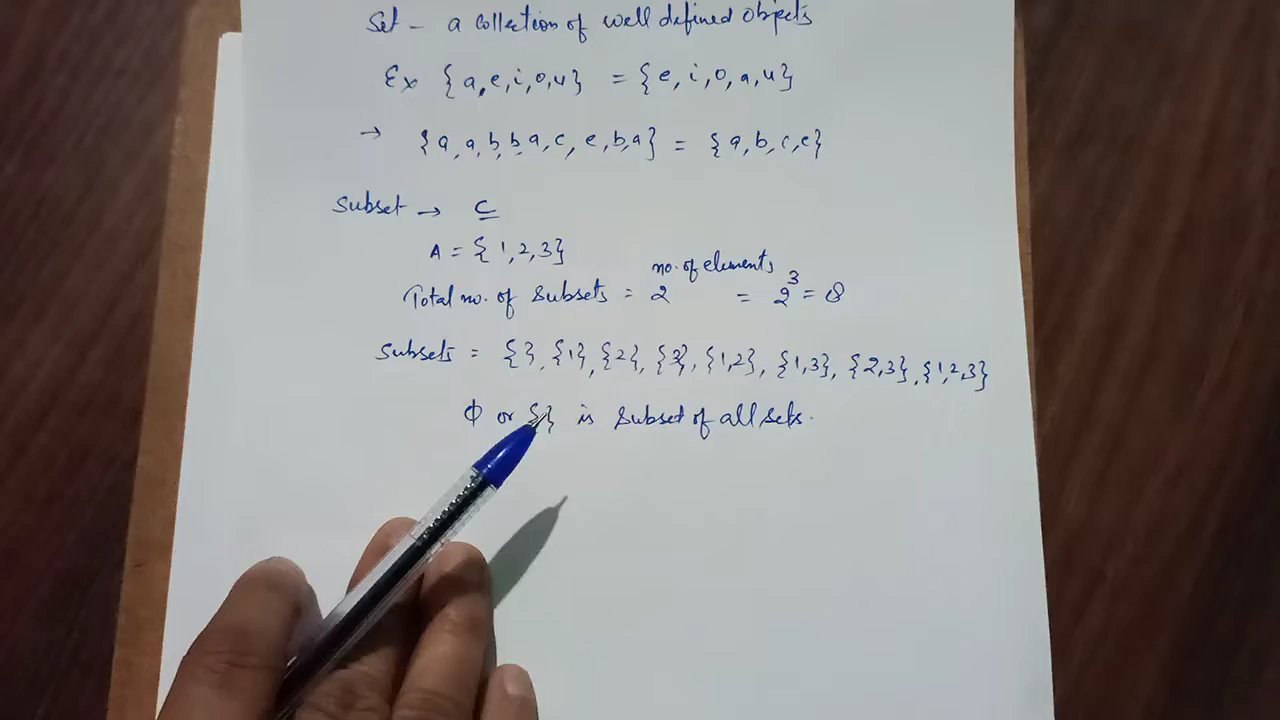 Set - a collection of well defined objects
Ex {a, e, i, o, u} = {e, i, o, a, u}
→ {a, a, b, b, a, c, e, b, a} = {a, b, c, e}
Subset → ⊆
A = {1, 2, 3}
Total no. of Subsets = 2^no. of elements = 2^3 = 8
Subsets = {}, {1}, {2}, {3}, {1,2}, {1,3}, {2,3}, {1,2,3}
ϕ or {} is Subset of all sets.